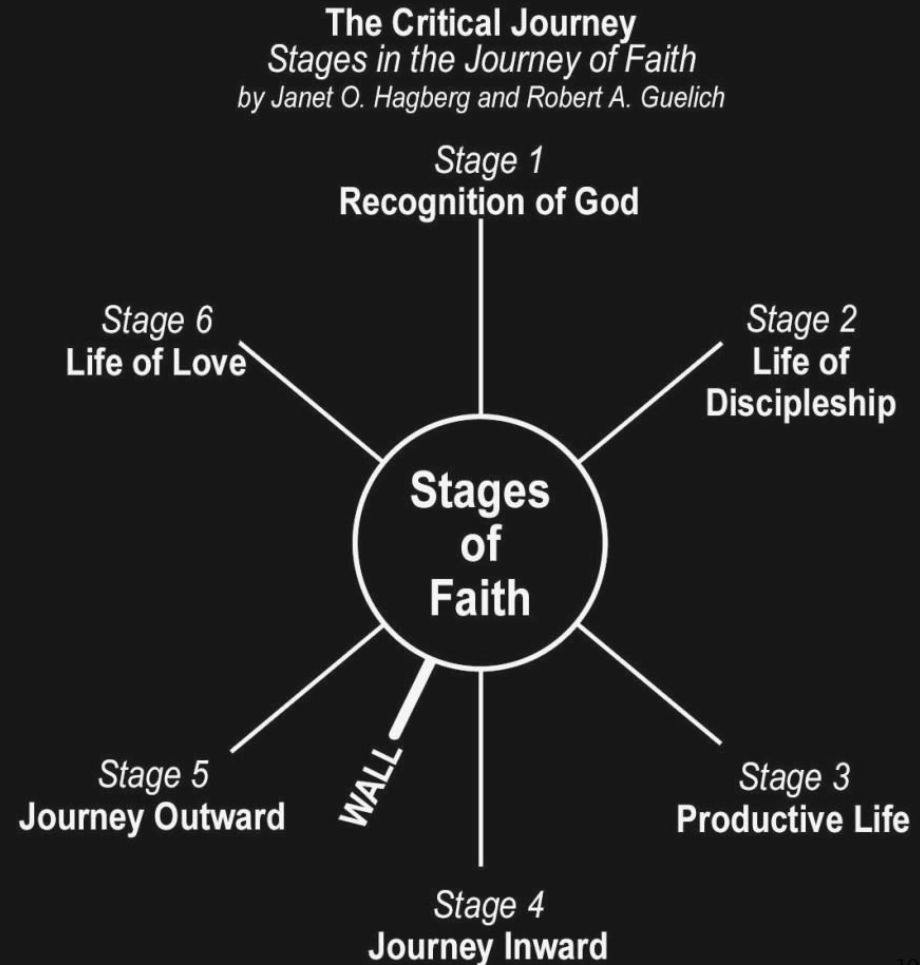 The Critical Journey
Stages in the Journey of Faith
by Janet O. Hagberg and Robert A. Guelich
Stage 1
Recognition of God
Stage 2
Life of
Discipleship
Stage 3
Productive Life
Stage 4
Journey Inward
WALL
Stage 5
Journey Outward
Stage 6
Life of Love
Stages
of
Faith